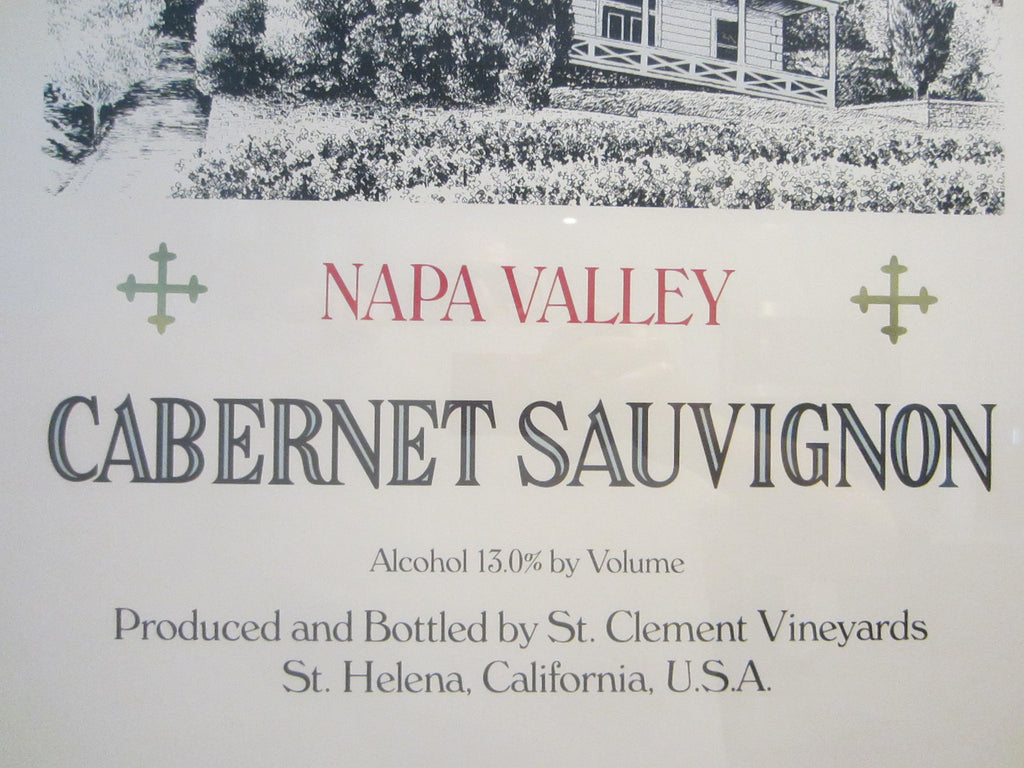 NAPA VALLEY
CABERNET SAUVIGNON
Alcohol 13.0% by Volume
Produced and Bottled by St. Clement Vineyards
St. Helena, California, U.S.A.